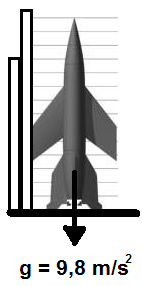 g = 9,8 m/s²